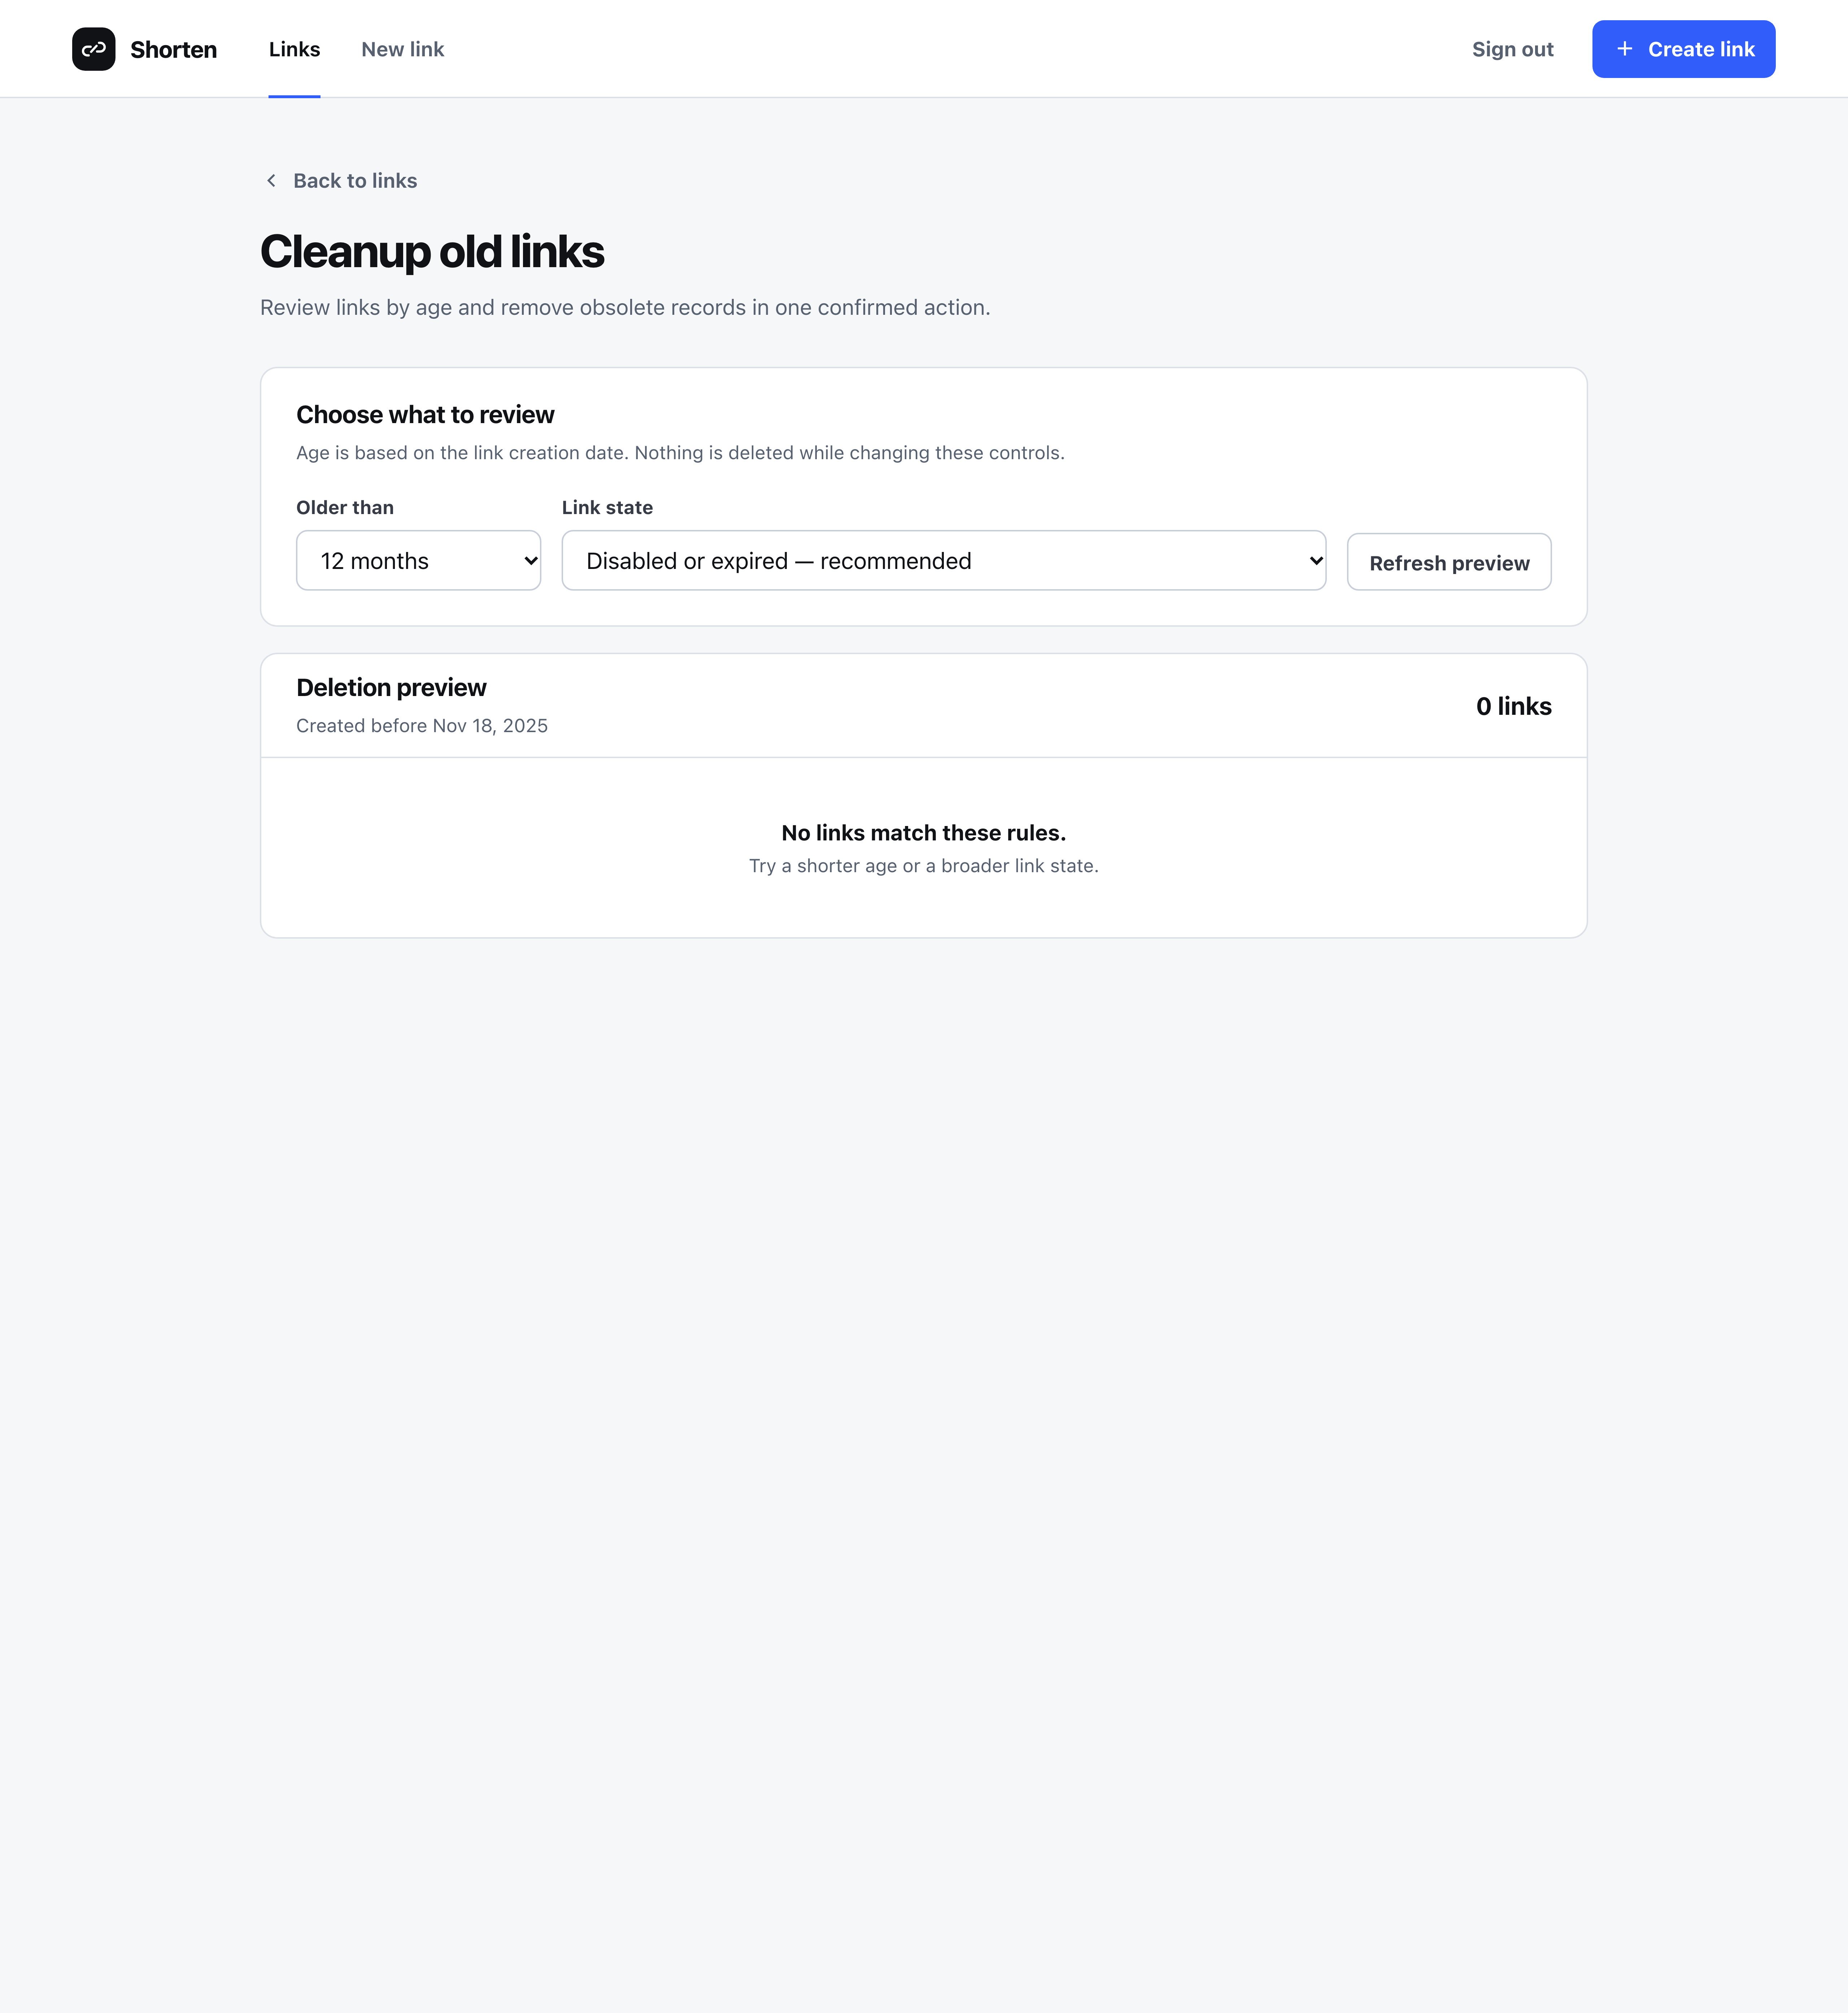 Shorten
Links
New link
Sign out
Create link
Back to links
Cleanup old links
Review links by age and remove obsolete records in one confirmed action.
Choose what to review
Age is based on the link creation date. Nothing is deleted while changing these controls.
Older than
Link state
12 months
Disabled or expired — recommended
Refresh preview
Deletion preview
Created before Nov 18, 2025
0 links
No links match these rules.
Try a shorter age or a broader link state.